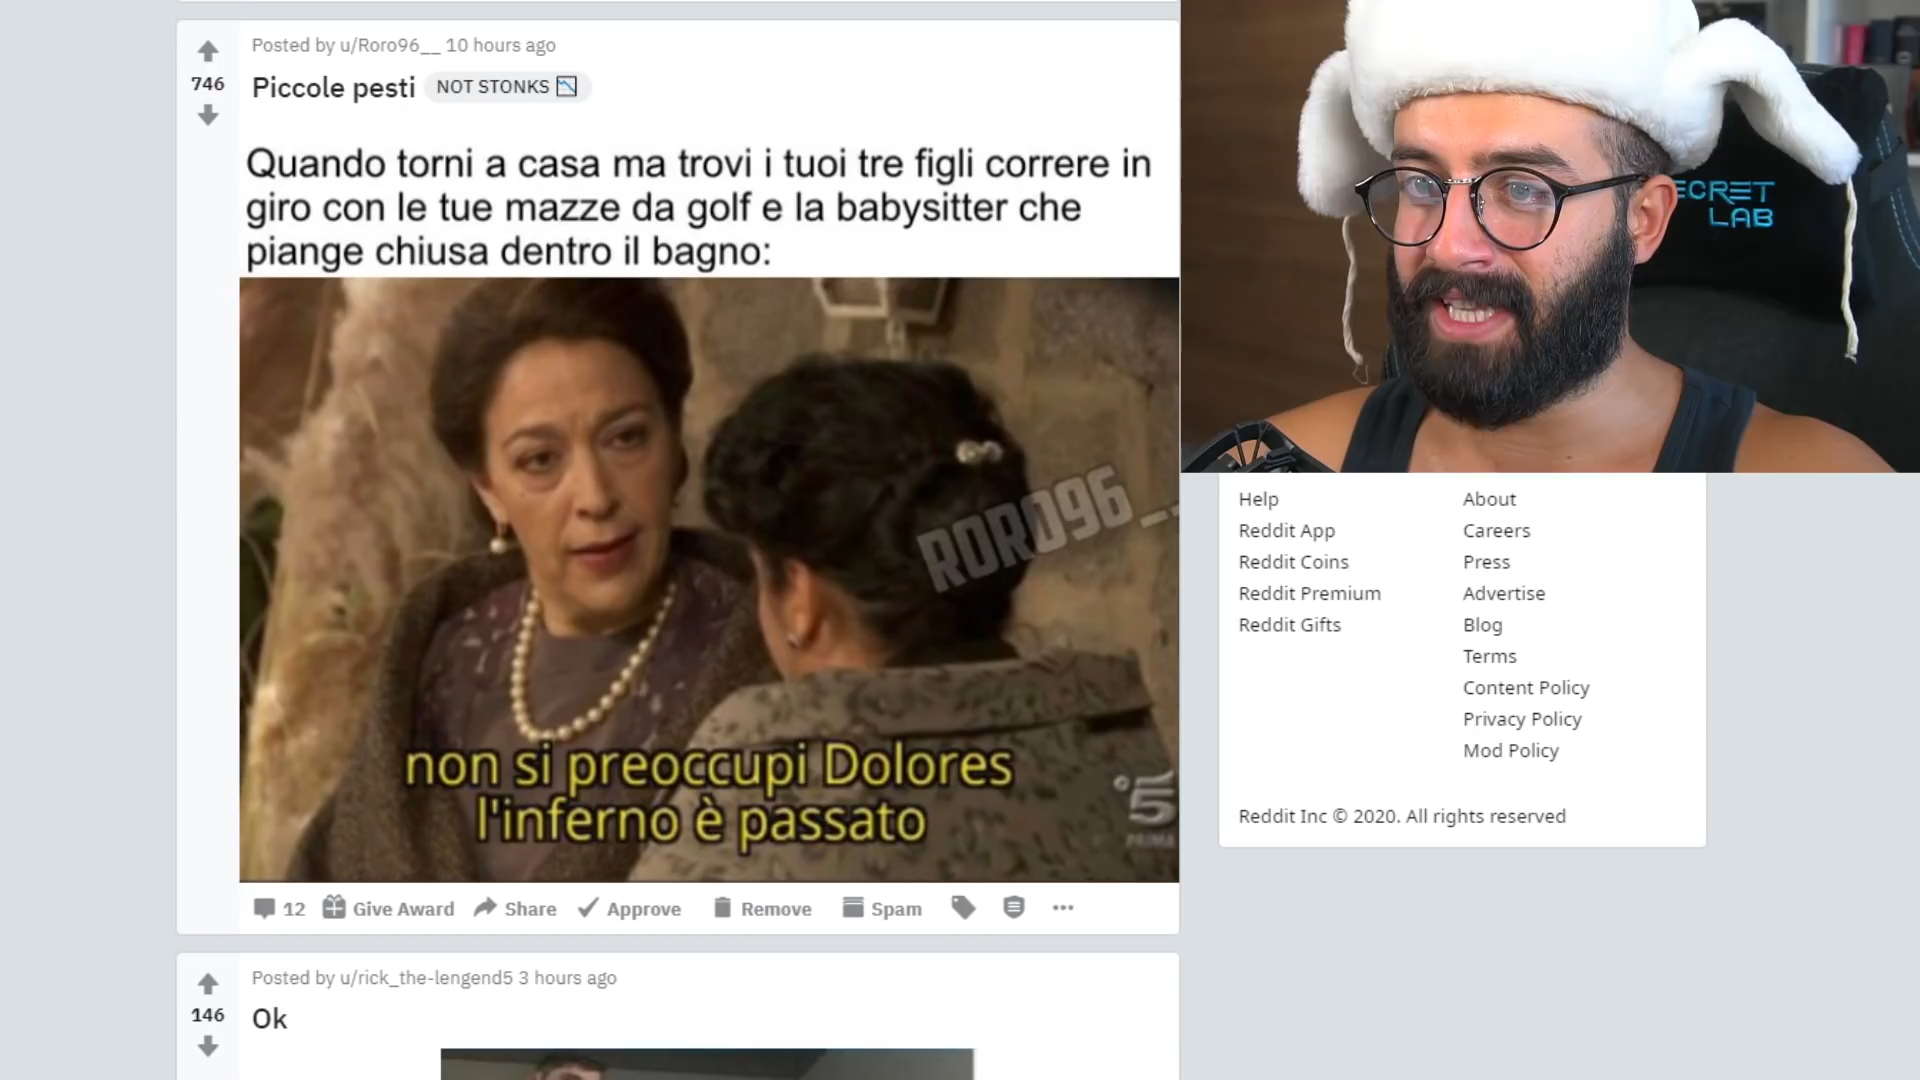 Posted by u/Roro96__ 10 hours ago
746
Piccole pesti NOT STONKS
Quando torni a casa ma trovi i tuoi tre figli correre in
giro con le tue mazze da golf e la babysitter che
piange chiusa dentro il bagno:
RORO96__
non si preoccupi Dolores
l'inferno è passato
5
PRIMA
12 Give Award Share Approve Remove Spam
Posted by u/rick_the-lengend5 3 hours ago
146
Ok
ECRET
LAB
Help
Reddit App
Reddit Coins
Reddit Premium
Reddit Gifts
About
Careers
Press
Advertise
Blog
Terms
Content Policy
Privacy Policy
Mod Policy
Reddit Inc © 2020. All rights reserved